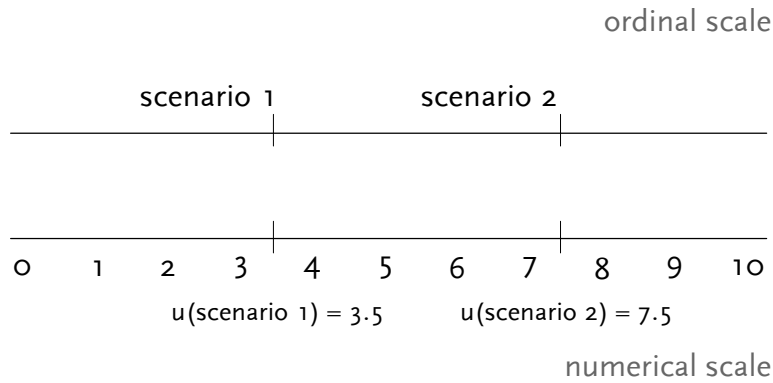 ordinal scale
scenario 1 scenario 2
0 1 2 3 4 5 6 7 8 9 10
u(scenario 1) = 3.5 u(scenario 2) = 7.5
numerical scale